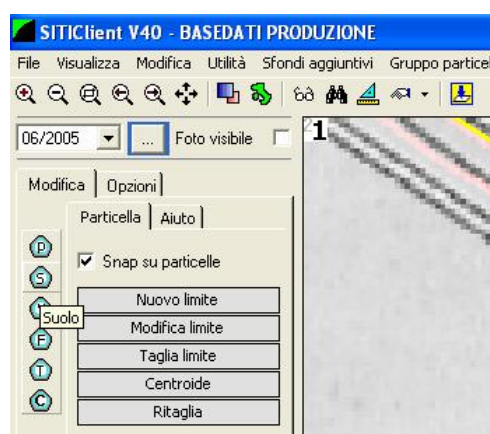 SITIClient V40 - BASEDATI PRODUZIONE
File Visualizza Modifica Utilità Sfondi aggiuntivi Gruppo particel
06/2005 ... Foto visibile
1
Modifica Opzioni
Particella Aiuto
P
Snap su particelle
S
Nuovo limite
Suolo
Modifica limite
F
Taglia limite
T
Centroide
C
Ritaglia